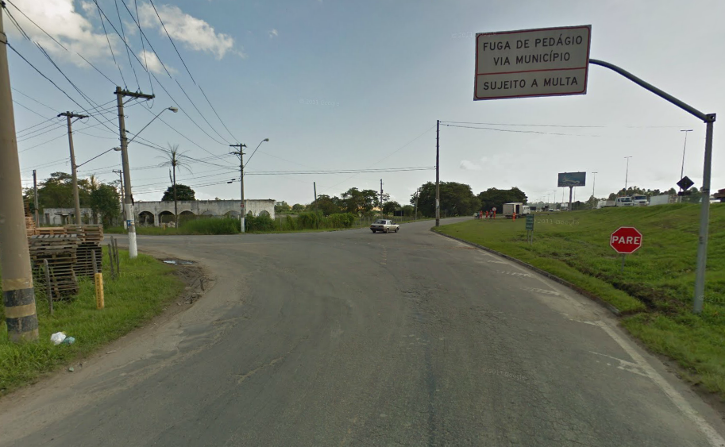 FUGA DE PEDÁGIO
VIA MUNICÍPIO
SUJEITO A MULTA
PARE